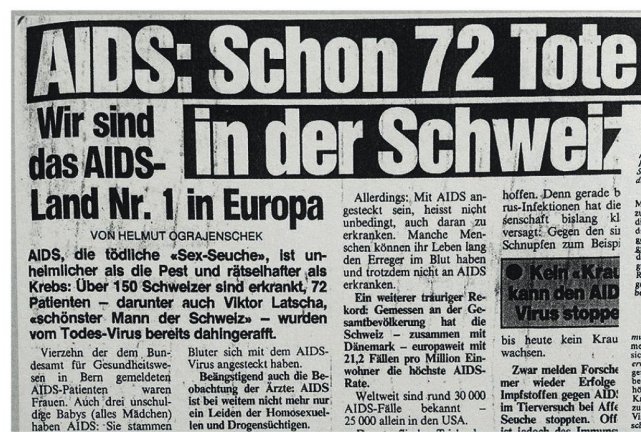 AIDS: Schon 72 Tote
in der Schweiz
Wir sind
das AIDS-
Land Nr. 1 in Europa
VON HELMUT OGRAJENSCHEK
AIDS, die tödliche «Sex-Seuche», ist un-
heimlicher als die Pest und rätselhafter als
Krebs: Über 150 Schweizer sind erkrankt, 72
Patienten – darunter auch Viktor Latscha,
«schönster Mann der Schweiz» – wurden
vom Todes-Virus bereits dahingerafft.
Vierzehn der dem Bun-
desamt für Gesundheitswe-
sen in Bern gemeldeten
AIDS-Patienten waren
Frauen. Auch drei unschul-
dige Babys (alles Mädchen)
haben AIDS: Sie stammen
Bluter sich mit dem AIDS-
Virus angesteckt haben.
Beängstigend auch die Be-
obachtung der Ärzte: AIDS
ist bei weitem nicht mehr nur
ein Leiden der Homosexuel-
len und Drogensüchtigen.
Allerdings: Mit AIDS an-
gesteckt sein, heisst nicht
unbedingt, auch daran zu
erkranken. Manche Men-
schen können ihr Leben lang
den Erreger im Blut haben
und trotzdem nicht an AIDS
erkranken.
Ein weiterer trauriger Re-
kord: Gemessen an der Ge-
samtbevölkerung hat die
Schweiz – zusammen mit
Dänemark – europaweit mit
21,2 Fällen pro Million Ein-
wohner die höchste AIDS-
Rate.
Weltweit sind rund 30 000
AIDS-Fälle bekannt –
25 000 allein in den USA.
hoffen. Denn gerade b
rus-Infektionen hat die
senschaft bislang kl
versagt: Gegen den si
Schnupfen zum Beispi
Kein «Krau
kann den AID
Virus stoppe
bis heute kein Krau
wachsen.
Zwar melden Forsche
mer wieder Erfolge
Impfstoffen gegen AIDS
im Tierversuch bei Affe
Seuche stoppten. Off
ist jedoch das Immuns